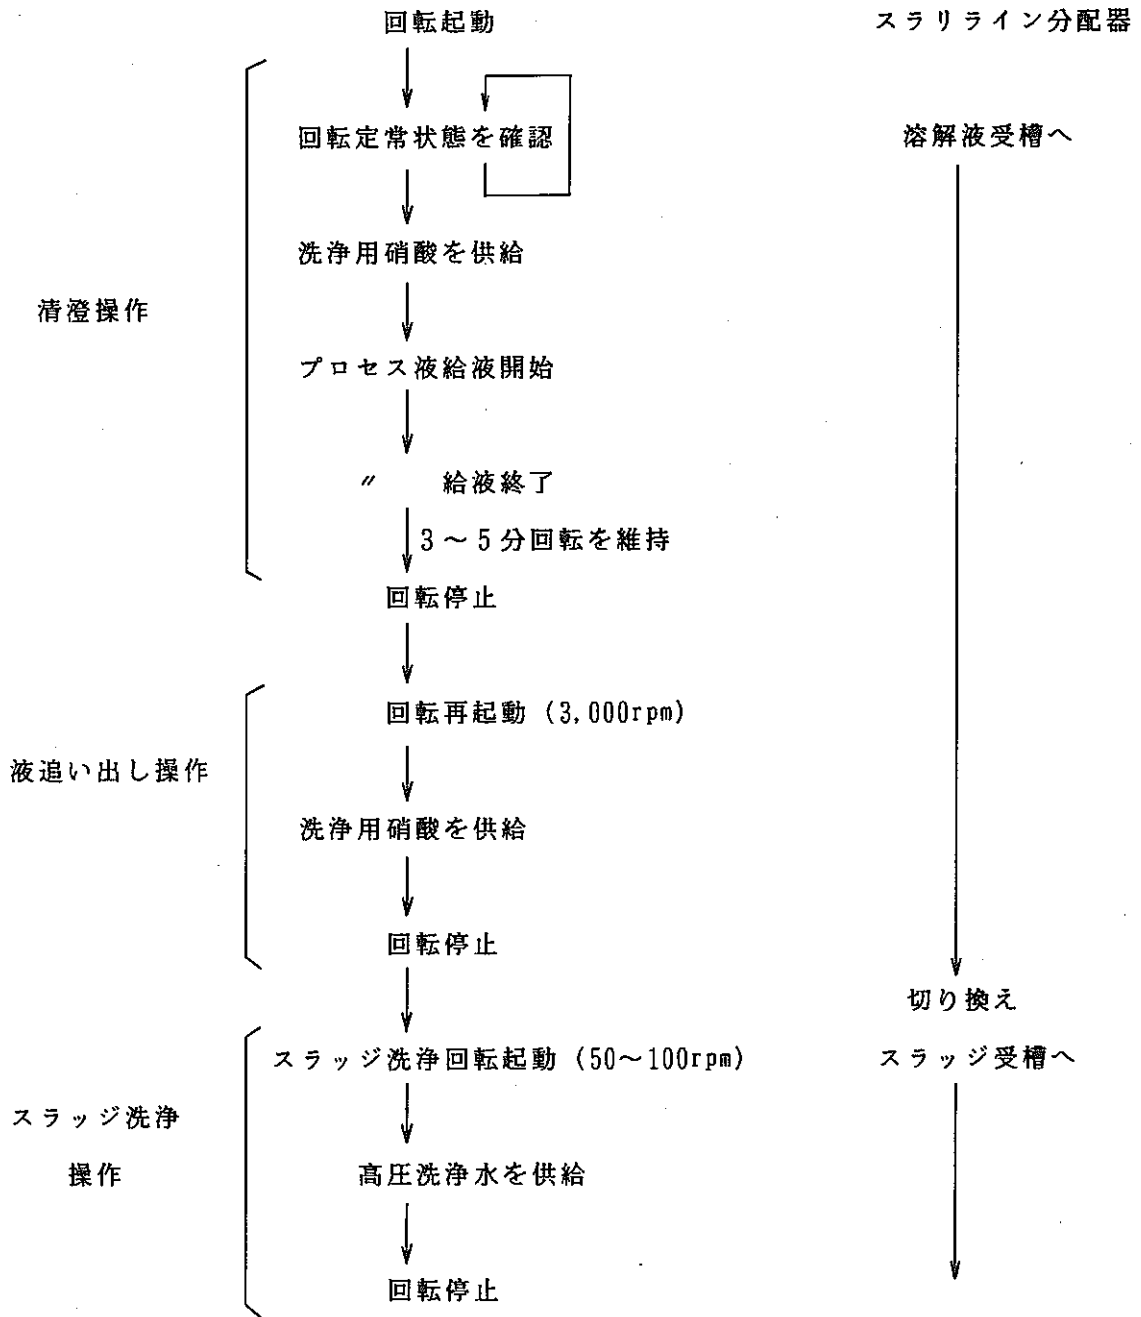 回転起動
スラリライン分配器
回転定常状態を確認
溶解液受槽へ
洗浄用硝酸を供給
清澄操作
プロセス液給液開始
〃 給液終了
3～5分回転を維持
回転停止
回転再起動 (3,000rpm)
液追い出し操作
洗浄用硝酸を供給
回転停止
切り換え
スラッジ洗浄回転起動 (50～100rpm)
スラッジ受槽へ
スラッジ洗浄
操作
高圧洗浄水を供給
回転停止